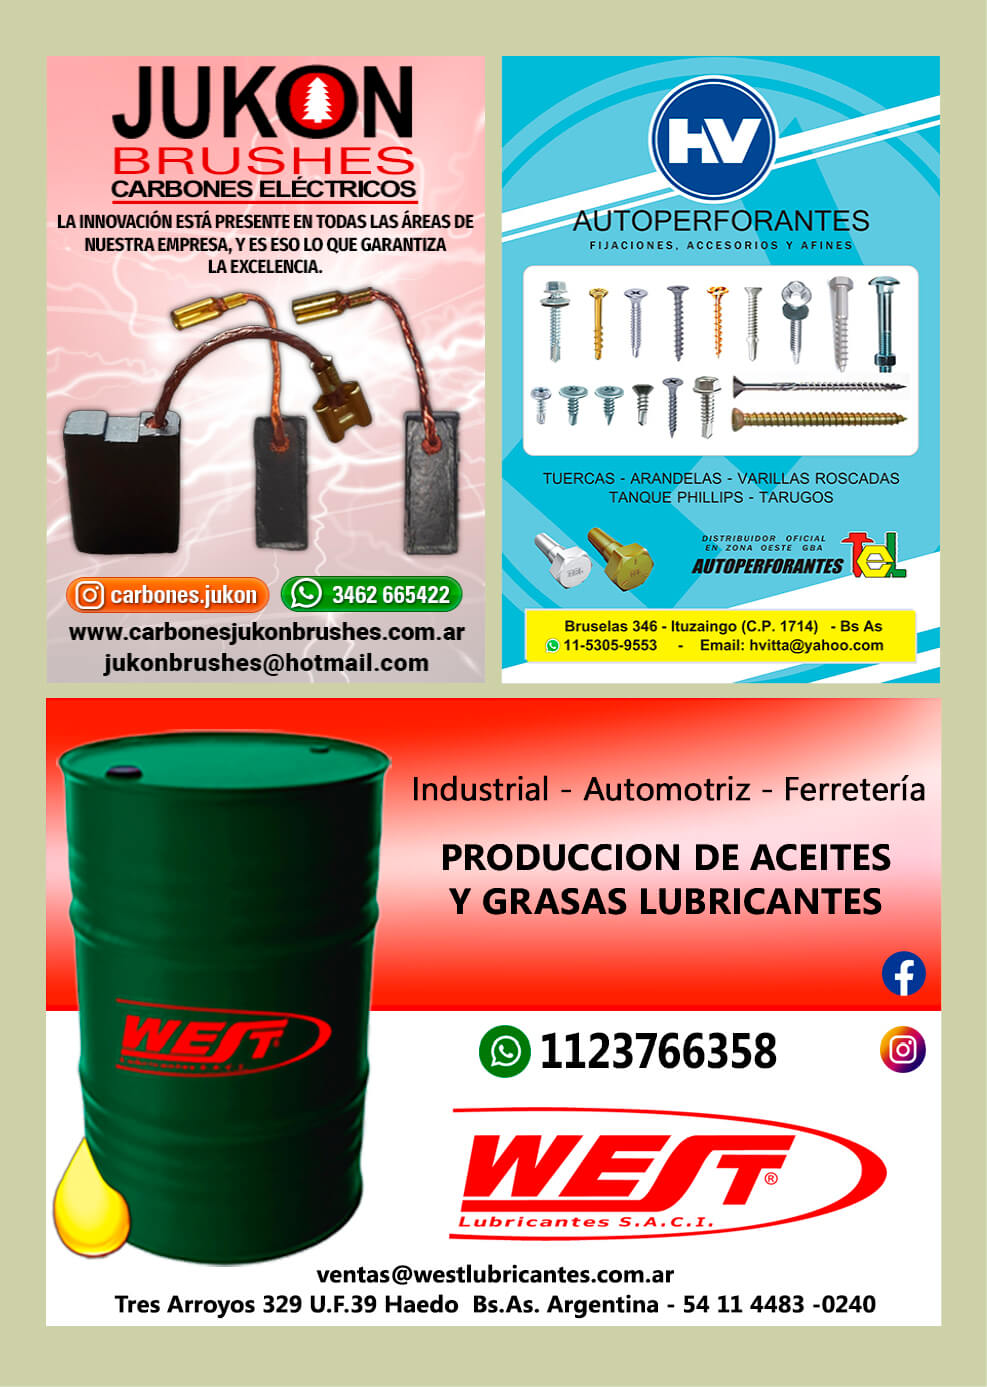 JUKON
BRUSHES
CARBONES ELÉCTRICOS
LA INNOVACIÓN ESTÁ PRESENTE EN TODAS LAS ÁREAS DE
NUESTRA EMPRESA, Y ES ESO LO QUE GARANTIZA
LA EXCELENCIA.
carbones.jukon
3462 665422
www.carbonesjukonbrushes.com.ar
jukonbrushes@hotmail.com
HV
AUTOPERFORANTES
FIJACIONES, ACCESORIOS Y AFINES
TUERCAS - ARANDELAS - VARILLAS ROSCADAS
TANQUE PHILLIPS - TARUGOS
DISTRIBUIDOR OFICIAL
EN ZONA OESTE GBA
AUTOPERFORANTES
TEL
Bruselas 346 - Ituzaingo (C.P. 1714) - Bs As
11-5305-9553 - Email: hvitta@yahoo.com
Industrial - Automotriz - Ferretería
PRODUCCION DE ACEITES
Y GRASAS LUBRICANTES
WEST®
Lubricantes S.A.C.I.
1123766358
WEST®
Lubricantes S.A.C.I.
ventas@westlubricantes.com.ar
Tres Arroyos 329 U.F.39 Haedo Bs.As. Argentina - 54 11 4483 -0240